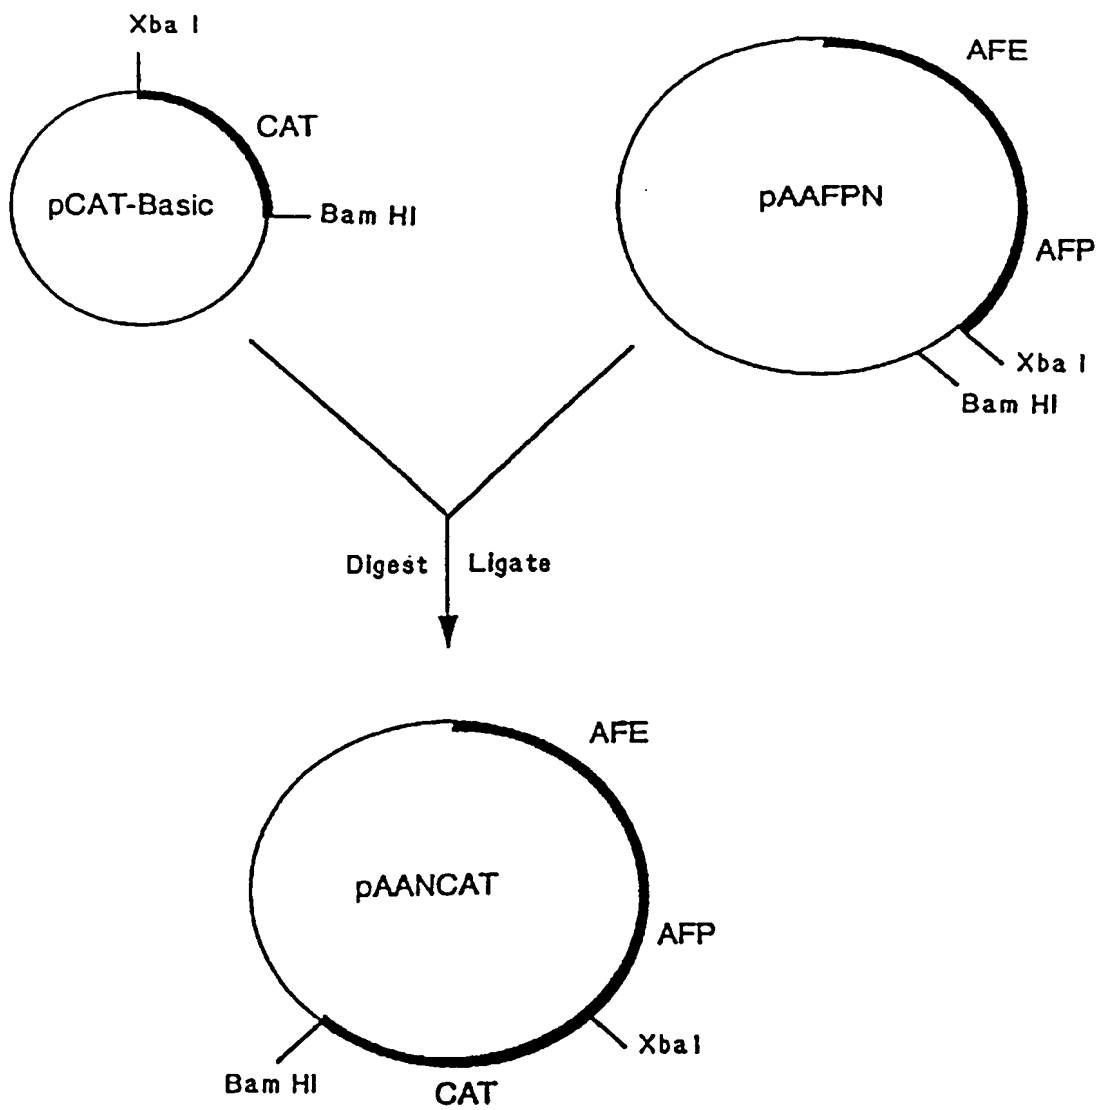 Xba I
CAT
pCAT-Basic
Bam HI
AFE
pAAFPN
AFP
Xba I
Bam HI
Digest Ligate
AFE
pAANCAT
AFP
XbaI
Bam HI
CAT